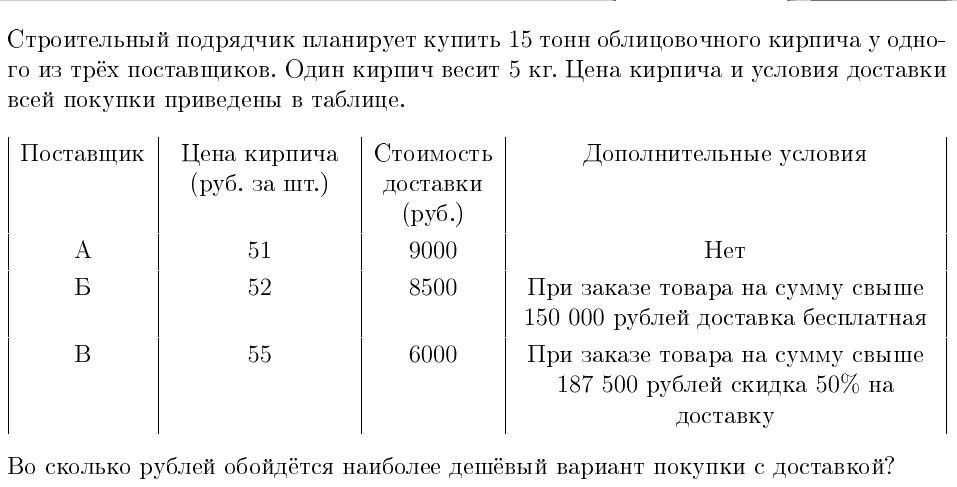 Строительный подрядчик планирует купить 15 тонн облицовочного кирпича у одно-
го из трёх поставщиков. Один кирпич весит 5 кг. Цена кирпича и условия доставки
всей покупки приведены в таблице.
Поставщик Цена кирпича Стоимость Дополнительные условия
(руб. за шт.) доставки
(руб.)
А 51 9000 Нет
Б 52 8500 При заказе товара на сумму свыше
150 000 рублей доставка бесплатная
В 55 6000 При заказе товара на сумму свыше
187 500 рублей скидка 50% на
доставку
Во сколько рублей обойдётся наиболее дешёвый вариант покупки с доставкой?